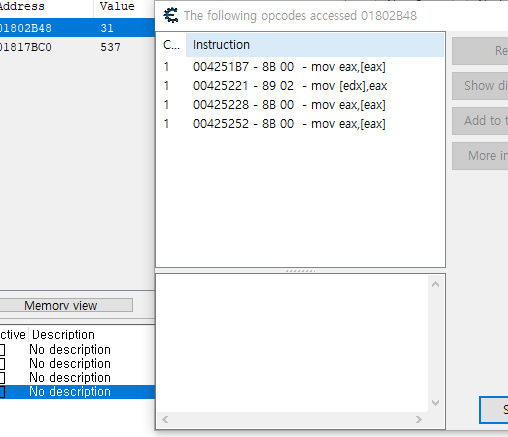 Address Value
01802B48 31
01817BC0 537
The following opcodes accessed 01802B48
C... Instruction
1 004251B7 - 8B 00 - mov eax,[eax]
1 00425221 - 89 02 - mov [edx],eax
1 00425228 - 8B 00 - mov eax,[eax]
1 00425252 - 8B 00 - mov eax,[eax]
Re
Show di
Add to t
More in
Memory view
ctive Description
No description
No description
No description
No description
S